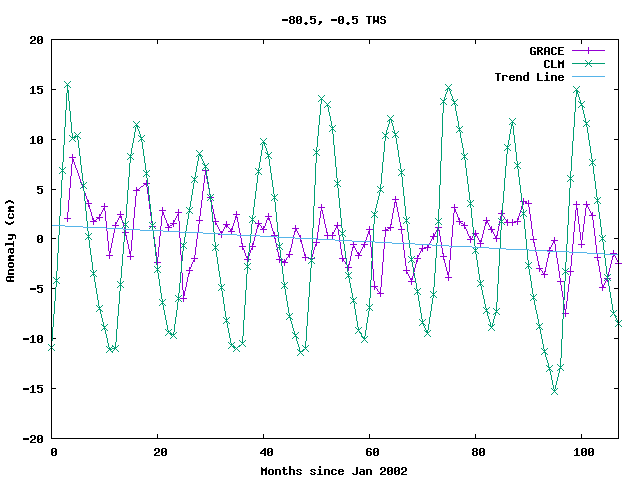 -80.5, -0.5 TWS
GRACE
CLM
Trend Line
20
15
10
5
0
-5
-10
-15
-20
Anomaly (cm)
0 20 40 60 80 100
Months since Jan 2002